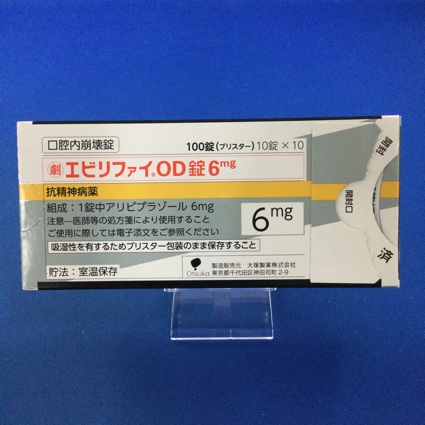 口腔内崩壊錠
100錠(ブリスター)10錠×10
劇 エビリファイ®OD錠6mg
抗精神病薬
組成:1錠中アリピプラゾール 6mg
注意―医師等の処方箋により使用すること
ご使用に際しては電子添文をご参照ください
6mg
吸湿性を有するためブリスター包装のまま保存すること
貯法:室温保存
Otsuka
製造販売元 大塚製薬株式会社
東京都千代田区神田司町2-9
開封
開封口
済